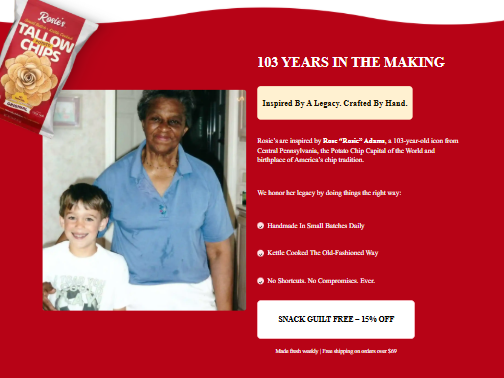 Rosie's
TALLOW
CHIPS
ORIGINAL
103 YEARS IN THE MAKING
Inspired By A Legacy. Crafted By Hand.
Rosie's are inspired by Rose “Rosie” Adams, a 103-year-old icon from
Central Pennsylvania, the Potato Chip Capital of the World and
birthplace of America's chip tradition.
We honor her legacy by doing things the right way:
Handmade In Small Batches Daily
Kettle Cooked The Old-Fashioned Way
No Shortcuts. No Compromises. Ever.
SNACK GUILT FREE – 15% OFF
Made fresh weekly | Free shipping on orders over $69